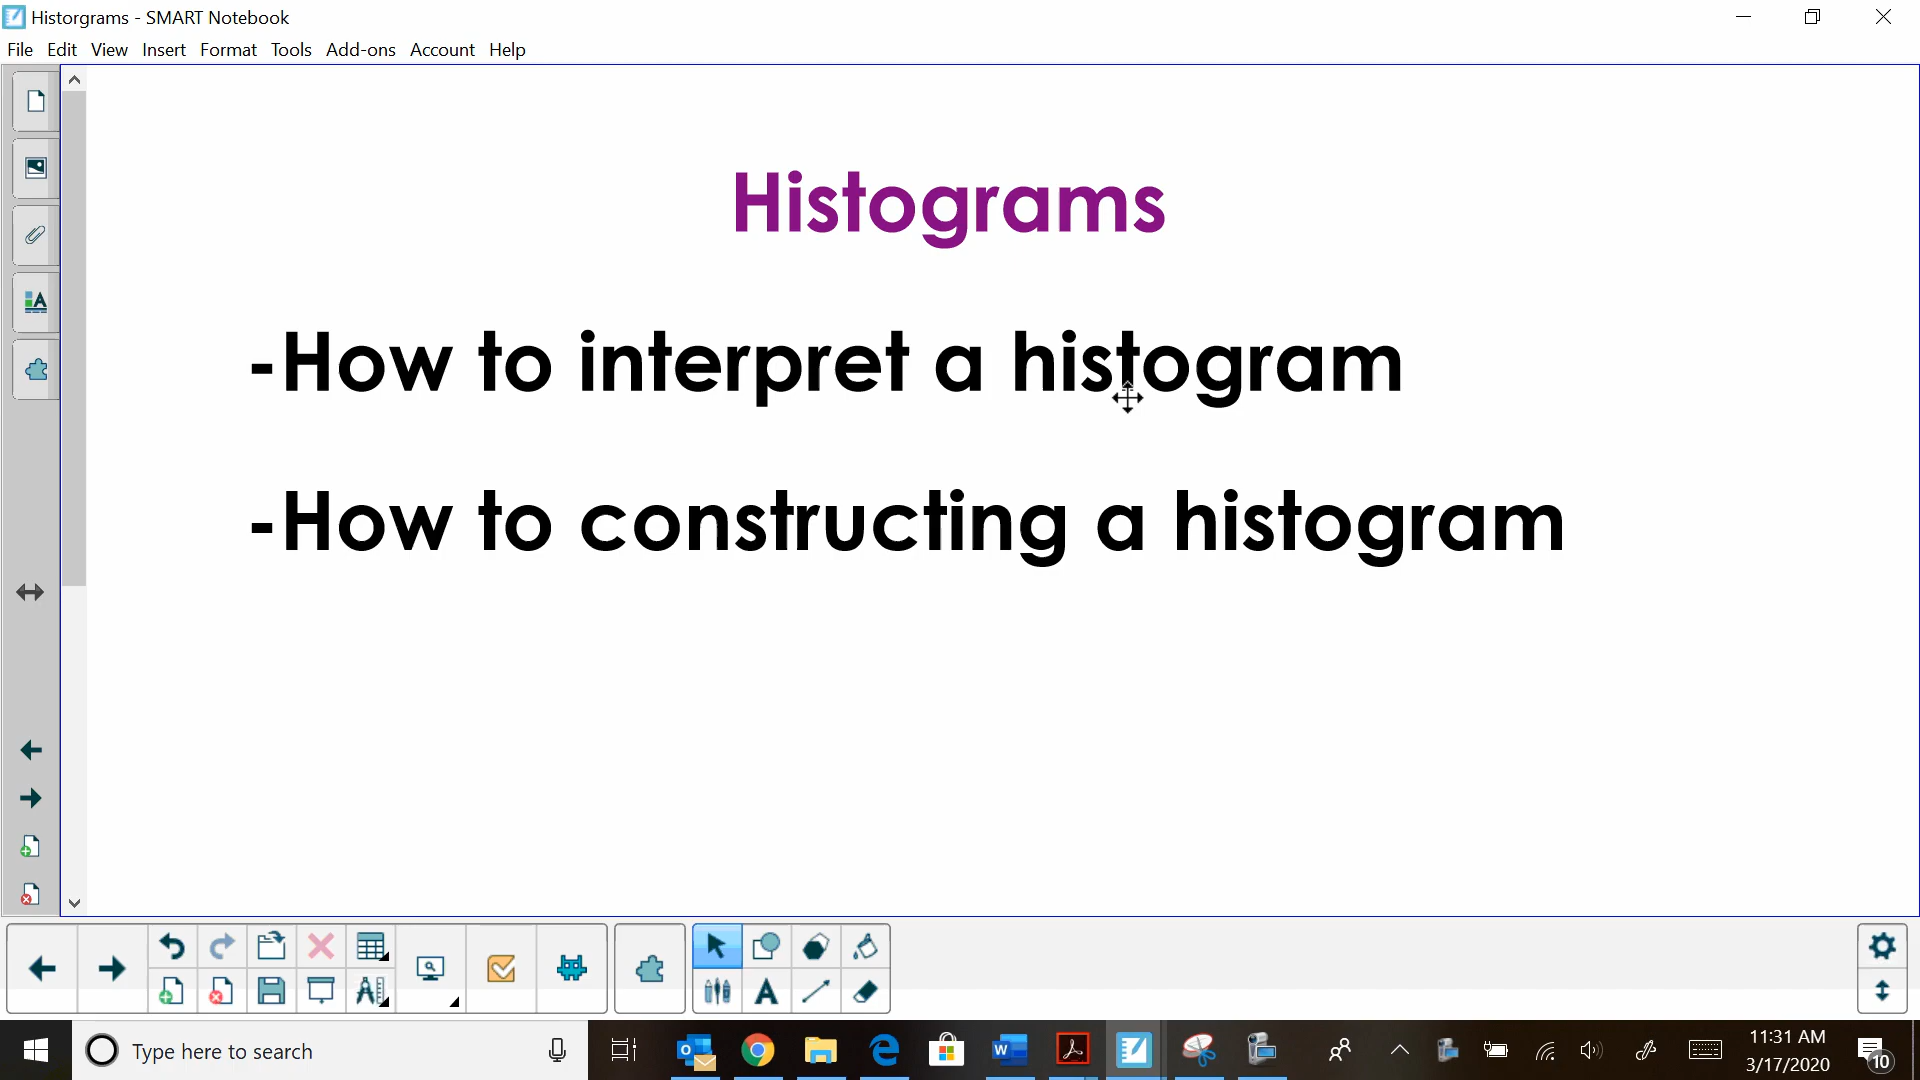 Historgrams - SMART Notebook
File Edit View Insert Format Tools Add-ons Account Help
Histograms
-How to interpret a histogram
-How to constructing a histogram
Type here to search
11:31 AM
3/17/2020
10